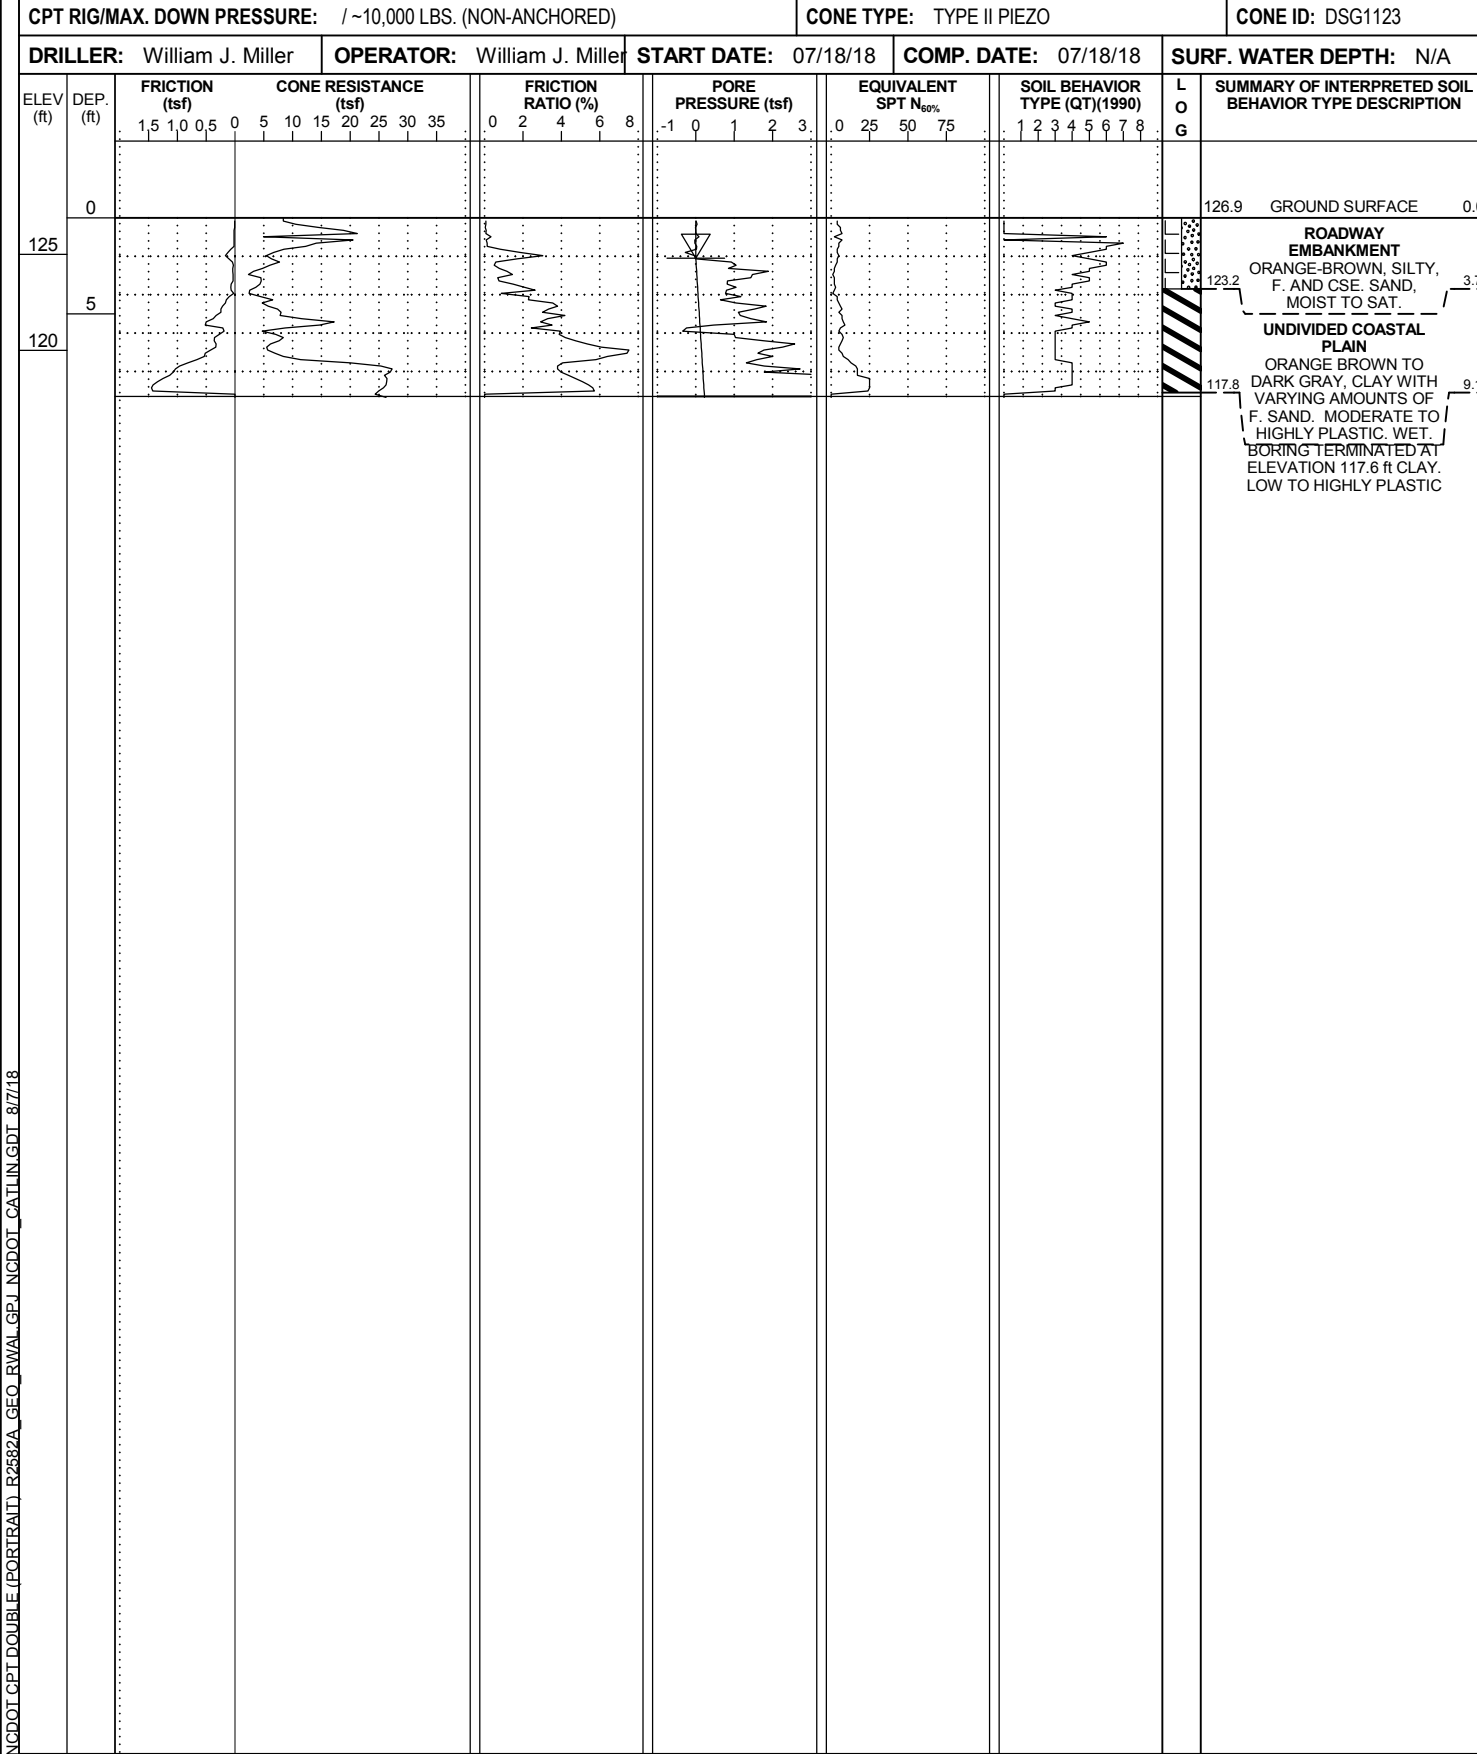 CPT RIG/MAX. DOWN PRESSURE: / ~10,000 LBS. (NON-ANCHORED) CONE TYPE: TYPE II PIEZO CONE ID: DSG1123
DRILLER: William J. Miller OPERATOR: William J. Miller START DATE: 07/18/18 COMP. DATE: 07/18/18 SURF. WATER DEPTH: N/A
ELEV (ft)
DEP. (ft)
FRICTION (tsf)
1.5 1.0 0.5 0
CONE RESISTANCE (tsf)
5 10 15 20 25 30 35
FRICTION RATIO (%)
0 2 4 6 8
PORE PRESSURE (tsf)
-1 0 1 2 3
EQUIVALENT SPT N60%
0 25 50 75
SOIL BEHAVIOR TYPE (QT)(1990)
1 2 3 4 5 6 7 8
L
O
G
SUMMARY OF INTERPRETED SOIL
BEHAVIOR TYPE DESCRIPTION
0
125
5
120
126.9 GROUND SURFACE
ROADWAY
EMBANKMENT
ORANGE-BROWN, SILTY,
123.2 F. AND CSE. SAND,
MOIST TO SAT.
UNDIVIDED COASTAL
PLAIN
ORANGE BROWN TO
117.8 DARK GRAY, CLAY WITH
VARYING AMOUNTS OF
F. SAND. MODERATE TO
HIGHLY PLASTIC. WET.
BORING TERMINATED AT
ELEVATION 117.6 ft CLAY.
LOW TO HIGHLY PLASTIC
NCDOT CPT DOUBLE (PORTRAIT) R2582A_GEO_RWAL.GPJ NCDOT_CATLIN.GDT 8/7/18